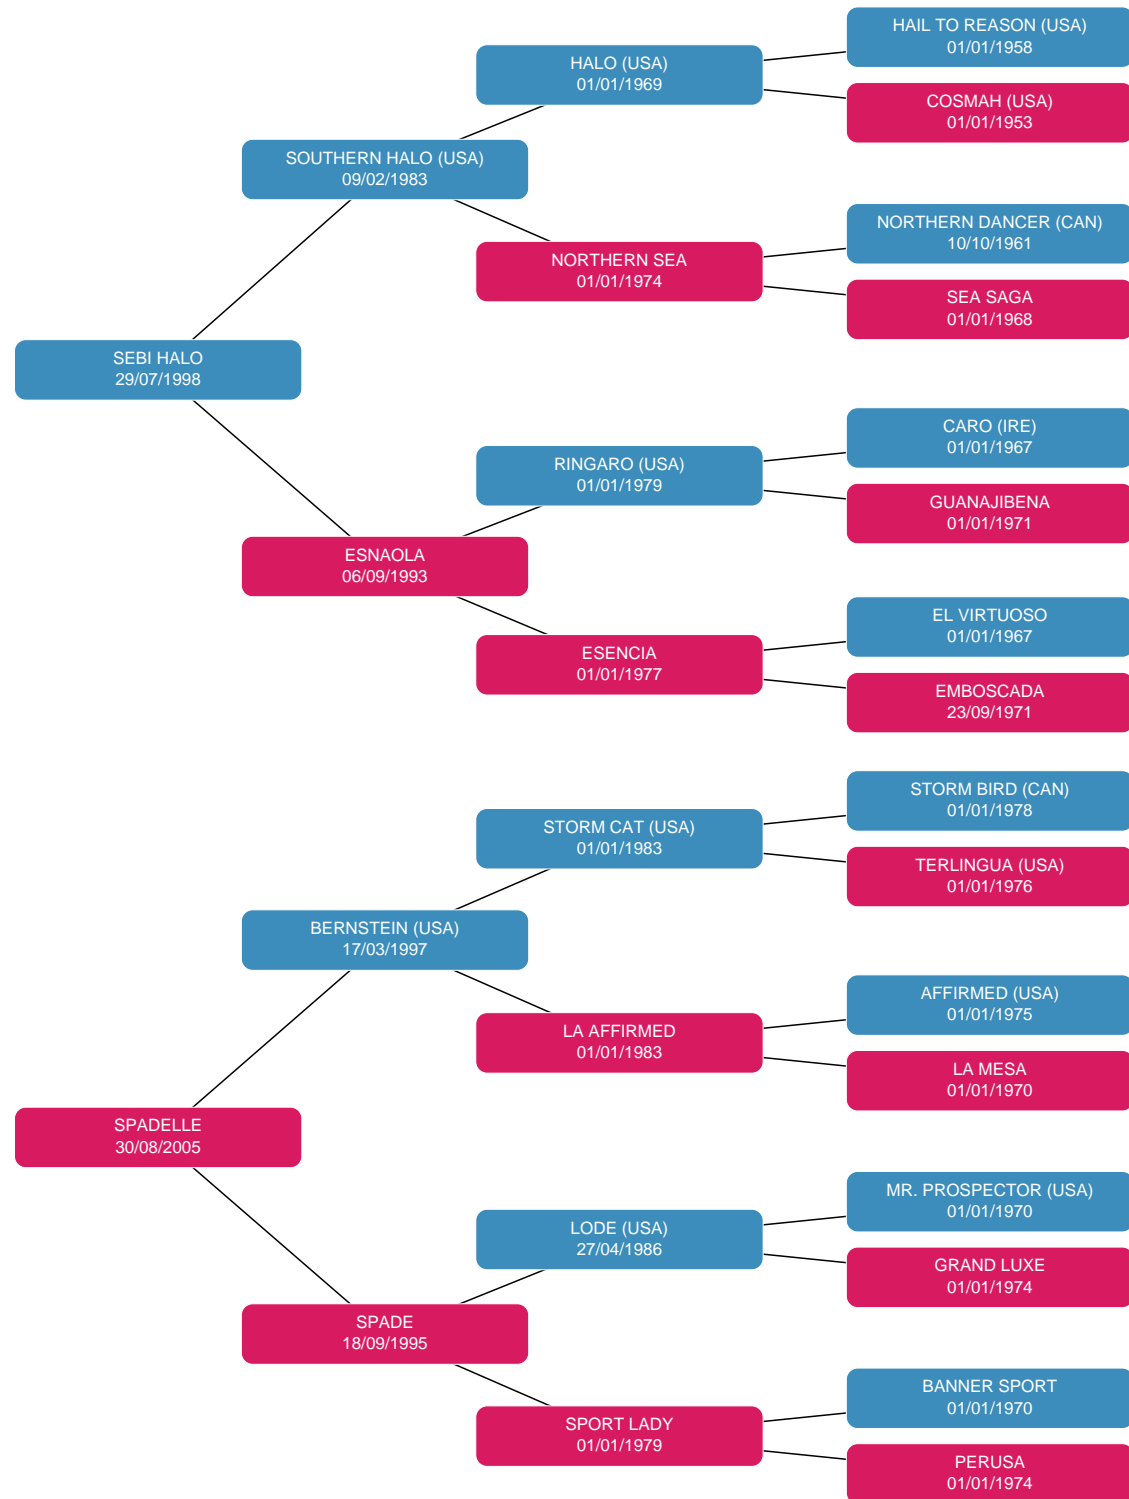 HAIL TO REASON (USA)
01/01/1958
HALO (USA)
01/01/1969
COSMAH (USA)
01/01/1953
SOUTHERN HALO (USA)
09/02/1983
NORTHERN DANCER (CAN)
10/10/1961
NORTHERN SEA
01/01/1974
SEA SAGA
01/01/1968
SEBI HALO
29/07/1998
CARO (IRE)
01/01/1967
RINGARO (USA)
01/01/1979
GUANAJIBENA
01/01/1971
ESNAOLA
06/09/1993
EL VIRTUOSO
01/01/1967
ESENCIA
01/01/1977
EMBOSCADA
23/09/1971
STORM BIRD (CAN)
01/01/1978
STORM CAT (USA)
01/01/1983
TERLINGUA (USA)
01/01/1976
BERNSTEIN (USA)
17/03/1997
AFFIRMED (USA)
01/01/1975
LA AFFIRMED
01/01/1983
LA MESA
01/01/1970
SPADELLE
30/08/2005
MR. PROSPECTOR (USA)
01/01/1970
LODE (USA)
27/04/1986
GRAND LUXE
01/01/1974
SPADE
18/09/1995
BANNER SPORT
01/01/1970
SPORT LADY
01/01/1979
PERUSA
01/01/1974